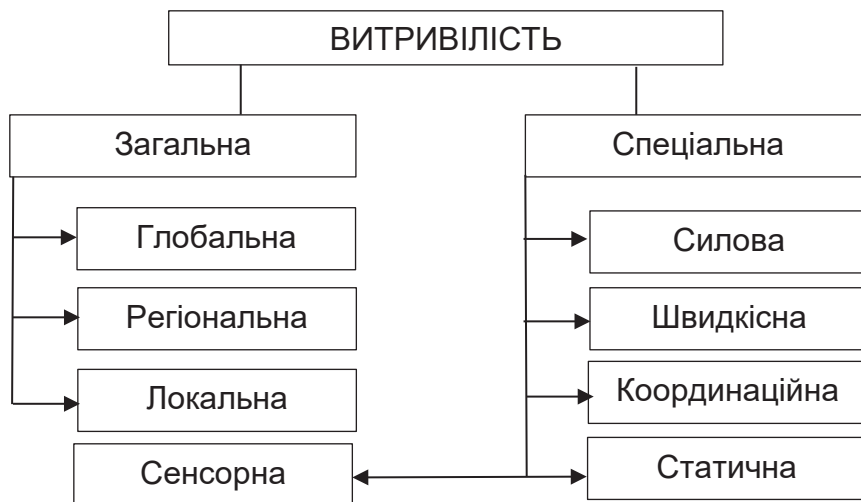 ВИТРИВІЛІСТЬ
Загальна
Спеціальна
Глобальна
Силова
Регіональна
Швидкісна
Локальна
Координаційна
Сенсорна
Статична